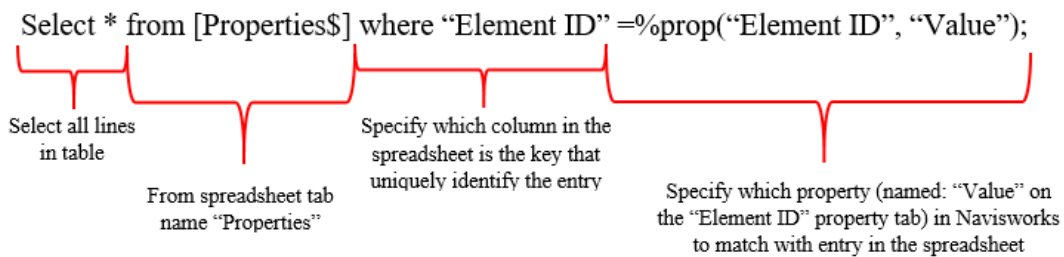 Select * from [Properties$] where “Element ID” =%prop(“Element ID”, “Value”);
Select all lines
in table
From spreadsheet tab
name “Properties”
Specify which column in the
spreadsheet is the key that
uniquely identify the entry
Specify which property (named: “Value” on
the “Element ID” property tab) in Navisworks
to match with entry in the spreadsheet